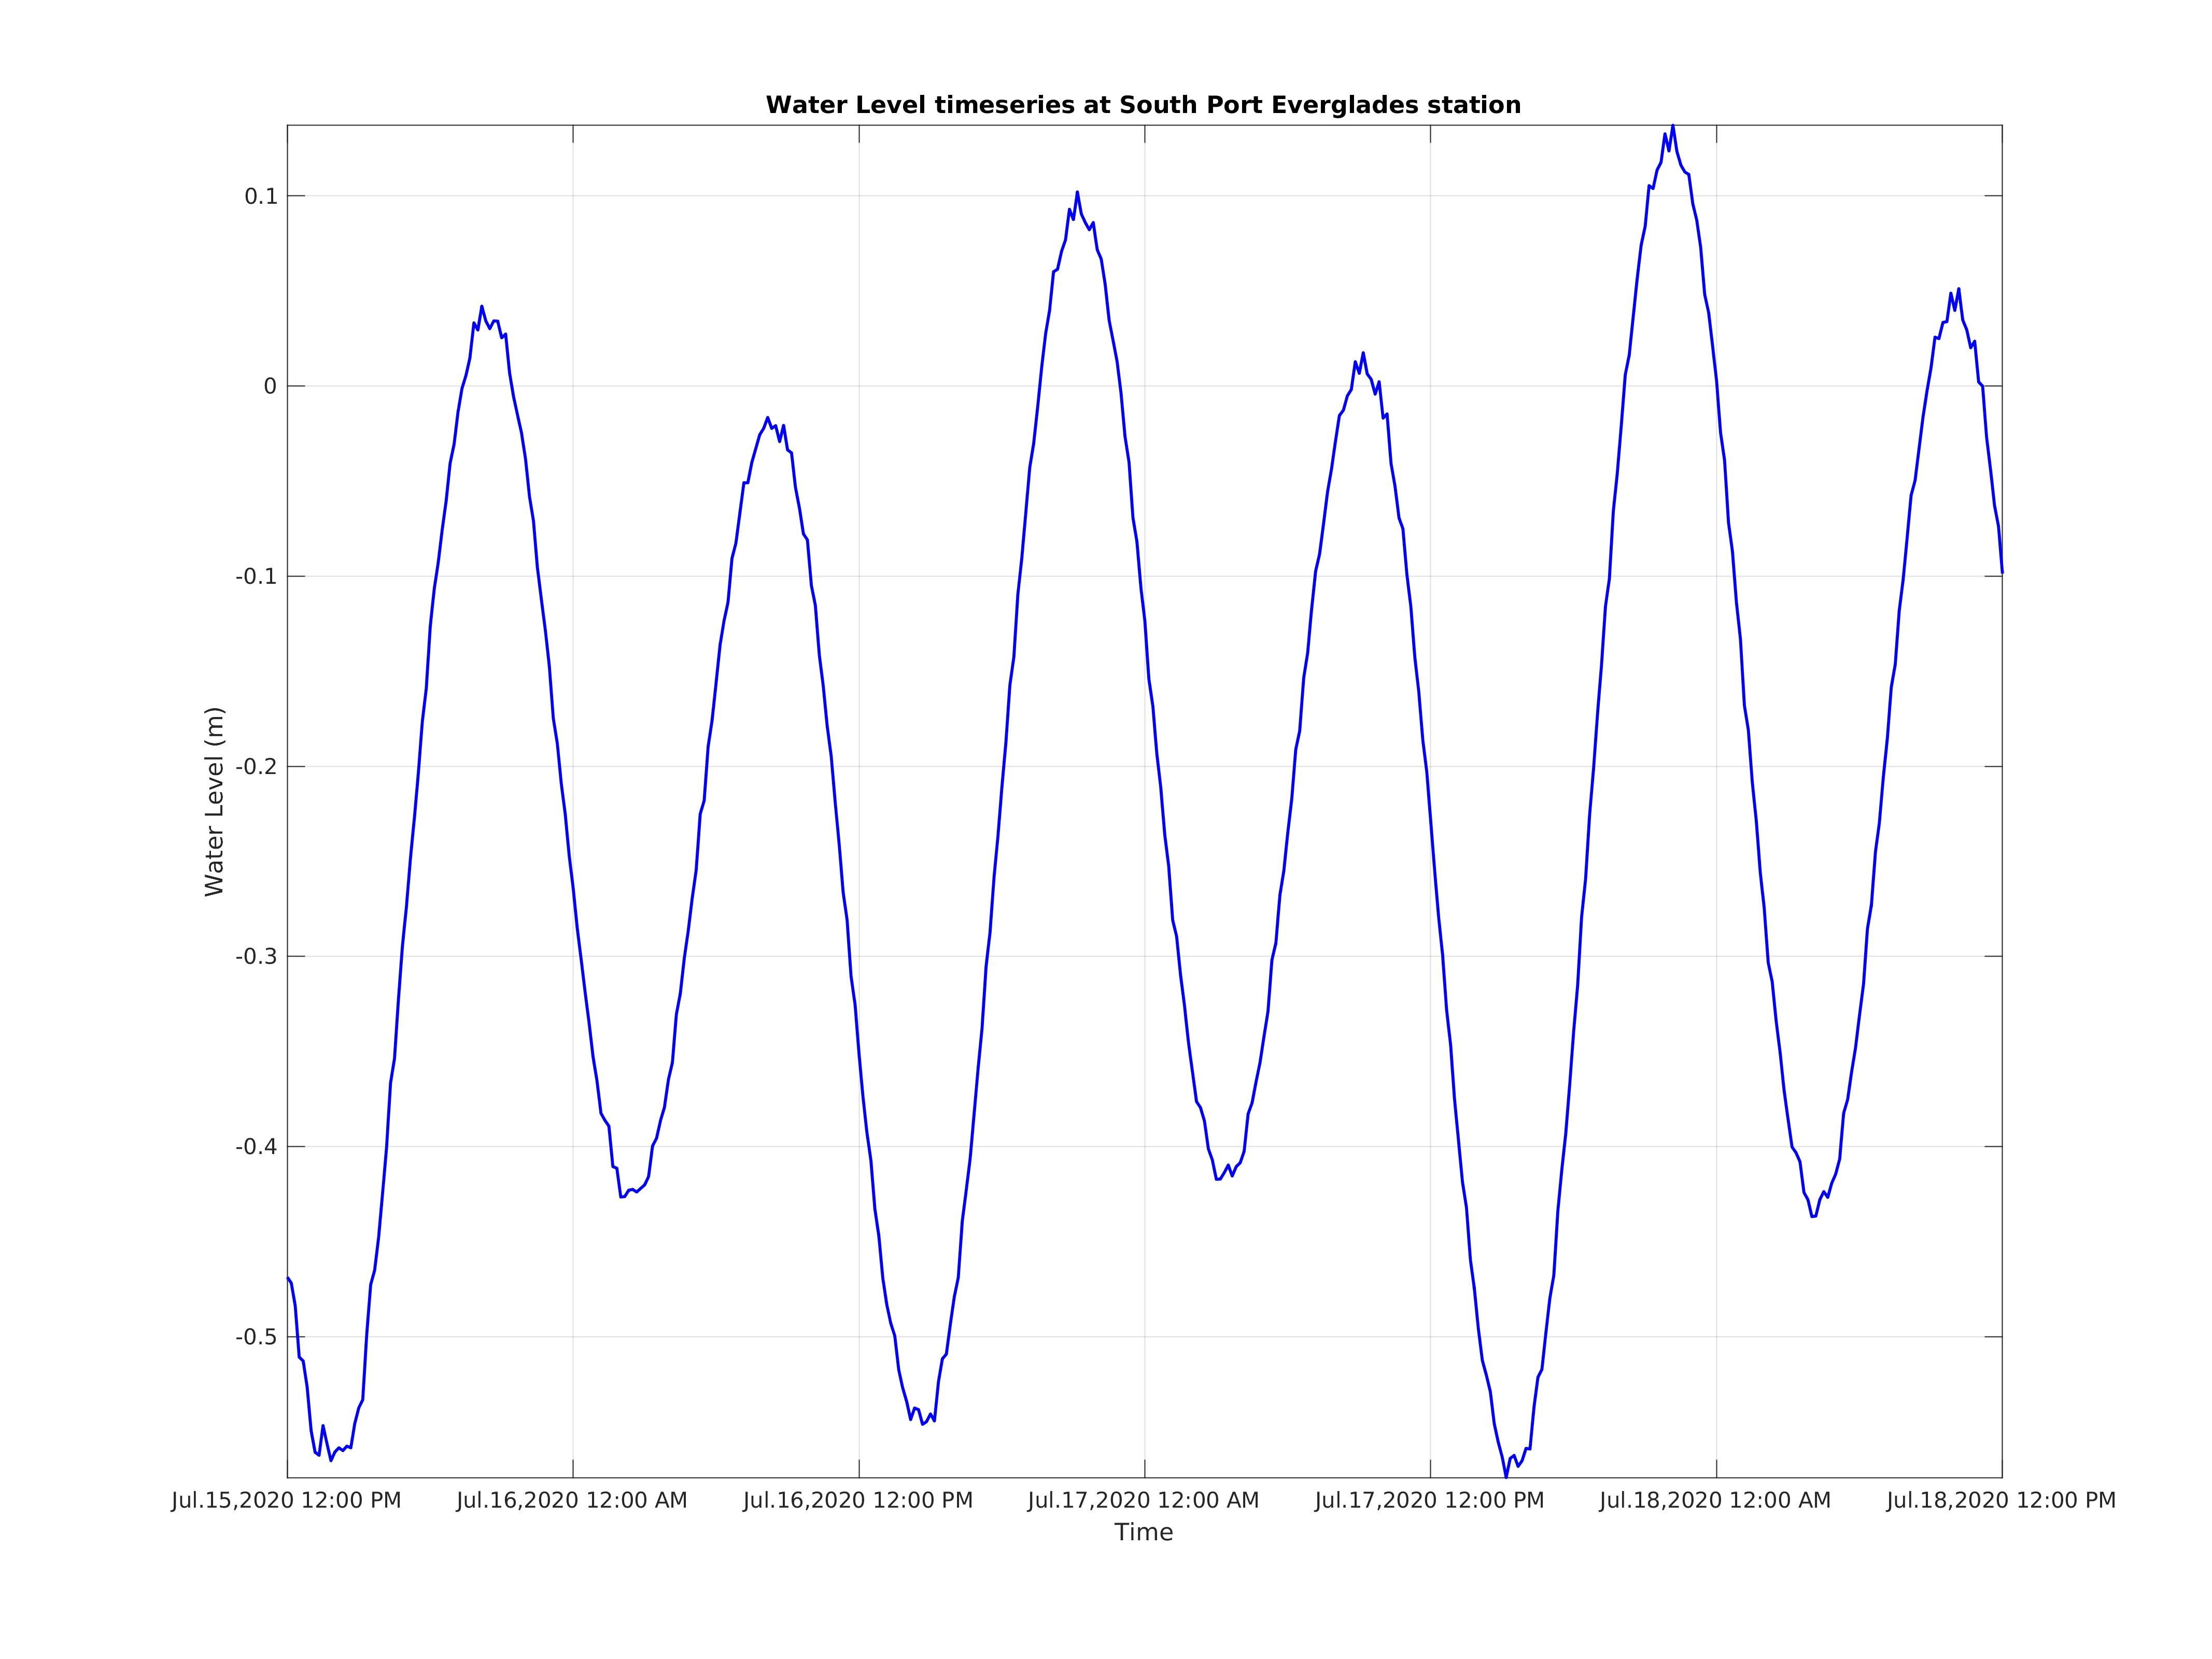 Water Level timeseries at South Port Everglades station
0.1
0
-0.1
-0.2
-0.3
-0.4
-0.5
Water Level (m)
Jul.15,2020 12:00 PM
Jul.16,2020 12:00 AM
Jul.16,2020 12:00 PM
Jul.17,2020 12:00 AM
Jul.17,2020 12:00 PM
Jul.18,2020 12:00 AM
Jul.18,2020 12:00 PM
Time